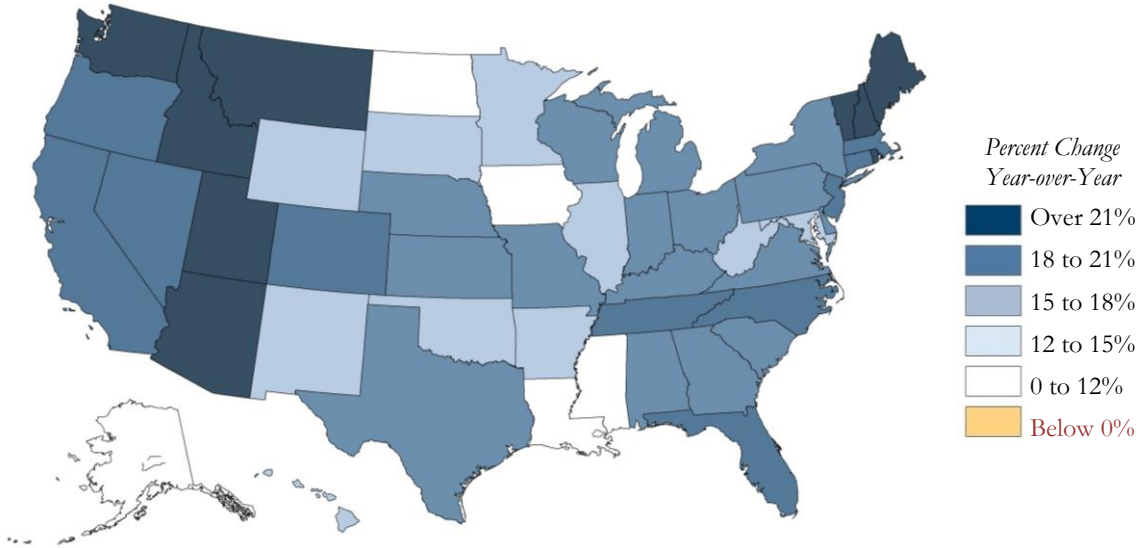 Percent Change
Year-over-Year
Over 21%
18 to 21%
15 to 18%
12 to 15%
0 to 12%
Below 0%